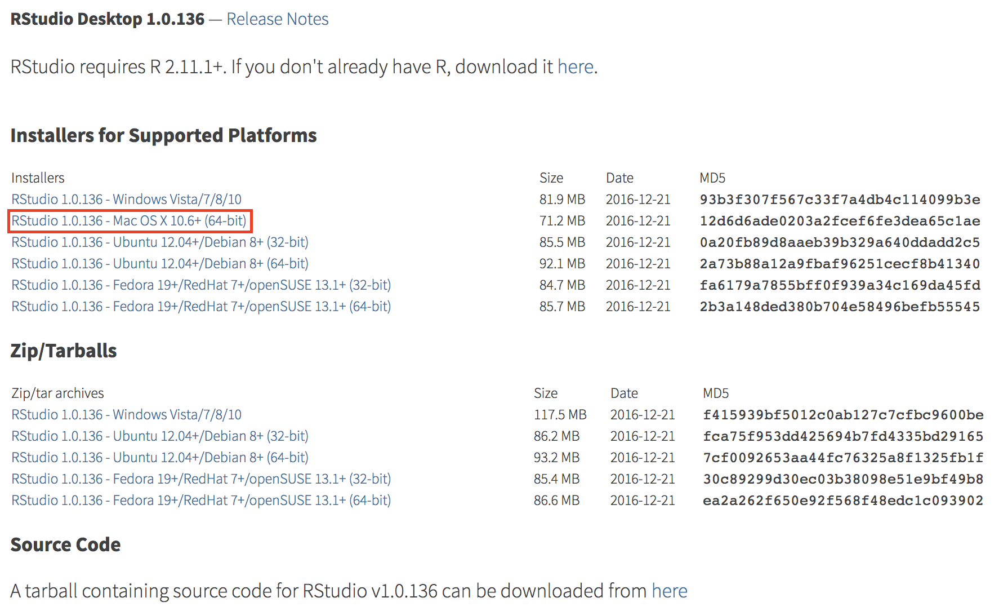 RStudio Desktop 1.0.136 — Release Notes
RStudio requires R 2.11.1+. If you don't already have R, download it here.
Installers for Supported Platforms
Installers Size Date MD5
RStudio 1.0.136 - Windows Vista/7/8/10 81.9 MB 2016-12-21 93b3f307f567c33f7a4db4c114099b3e
RStudio 1.0.136 - Mac OS X 10.6+ (64-bit) 71.2 MB 2016-12-21 12d6d6ade0203a2fcef6fe3dea65c1ae
RStudio 1.0.136 - Ubuntu 12.04+/Debian 8+ (32-bit) 85.5 MB 2016-12-21 0a20fb89d8aaeb39b329a640ddadd2c5
RStudio 1.0.136 - Ubuntu 12.04+/Debian 8+ (64-bit) 92.1 MB 2016-12-21 2a73b88a12a9fbaf96251cecf8b41340
RStudio 1.0.136 - Fedora 19+/RedHat 7+/openSUSE 13.1+ (32-bit) 84.7 MB 2016-12-21 fa6179a7855bff0f939a34c169da45fd
RStudio 1.0.136 - Fedora 19+/RedHat 7+/openSUSE 13.1+ (64-bit) 85.7 MB 2016-12-21 2b3a148ded380b704e58496befb55545
Zip/Tarballs
Zip/tar archives Size Date MD5
RStudio 1.0.136 - Windows Vista/7/8/10 117.5 MB 2016-12-21 f415939bf5012c0ab127c7cfbc9600be
RStudio 1.0.136 - Ubuntu 12.04+/Debian 8+ (32-bit) 86.2 MB 2016-12-21 fca75f953dd425694b7fd4335bd29165
RStudio 1.0.136 - Ubuntu 12.04+/Debian 8+ (64-bit) 93.2 MB 2016-12-21 7cf0092653aa44fc76325a8f1325fb1f
RStudio 1.0.136 - Fedora 19+/RedHat 7+/openSUSE 13.1+ (32-bit) 85.4 MB 2016-12-21 30c89299d30ec03b38098e51e9bf49b8
RStudio 1.0.136 - Fedora 19+/RedHat 7+/openSUSE 13.1+ (64-bit) 86.6 MB 2016-12-21 ea2a262f650e92f568f48edc1c093902
Source Code
A tarball containing source code for RStudio v1.0.136 can be downloaded from here